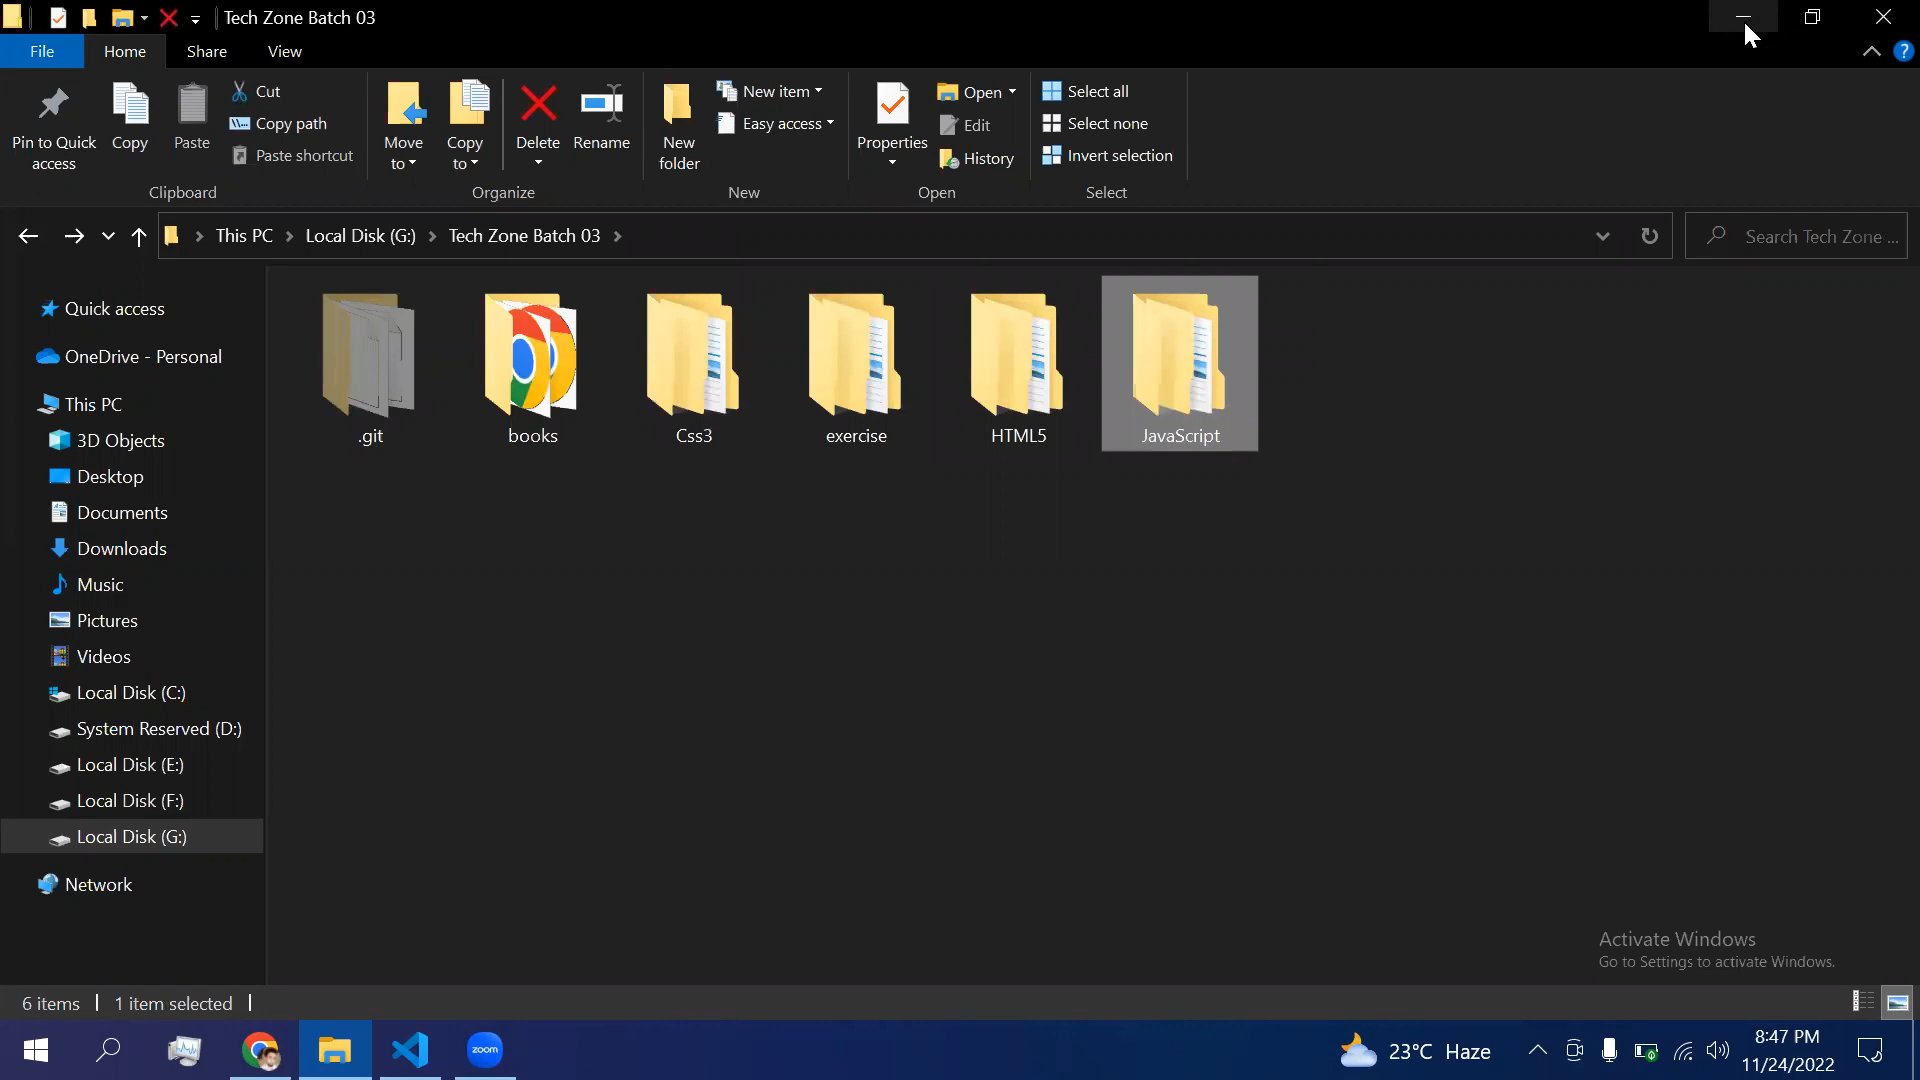 Tech Zone Batch 03
File Home Share View
Pin to Quick access
Copy
Paste
Cut
Copy path
Paste shortcut
Clipboard
Move to
Copy to
Delete
Rename
Organize
New folder
New item
Easy access
New
Properties
Open
Edit
History
Open
Select all
Select none
Invert selection
Select
This PC Local Disk (G:) Tech Zone Batch 03
Search Tech Zone ...
Quick access
OneDrive - Personal
This PC
3D Objects
Desktop
Documents
Downloads
Music
Pictures
Videos
Local Disk (C:)
System Reserved (D:)
Local Disk (E:)
Local Disk (F:)
Local Disk (G:)
Network
.git
books
Css3
exercise
HTML5
JavaScript
Activate Windows
Go to Settings to activate Windows.
6 items 1 item selected
zoom
23°C Haze
8:47 PM
11/24/2022